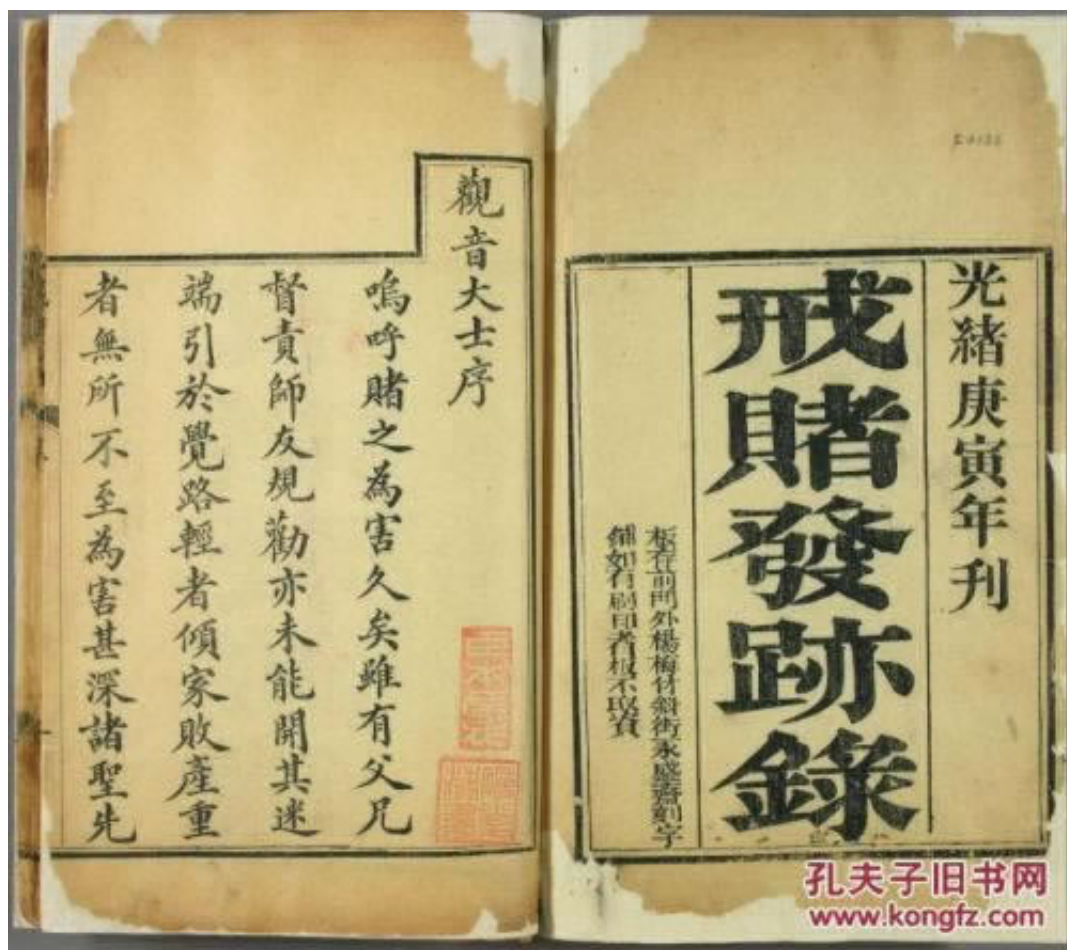 光緒庚寅年刋
戒賭發跡錄
板存前門外楊梅竹斜街永盛齋刻字
舖如有刷印者板不取資
觀音大士序
嗚呼賭之為害久矣雖有父兄
督責師友規勸亦未能開其迷
端引於覺路輕者傾家敗產重
者無所不至為害甚深諸聖先
孔夫子旧书网
www.kongfz.com